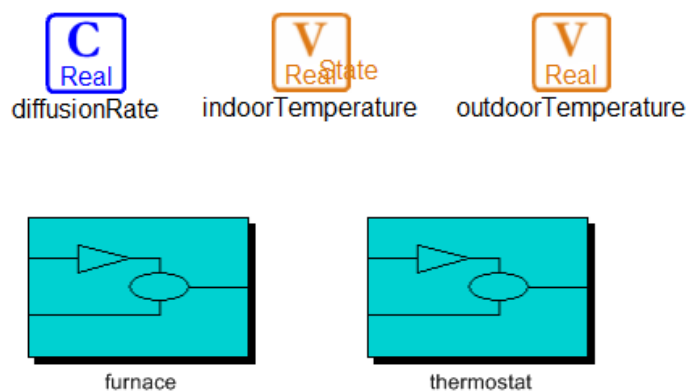 C V V
Real Real State Real
diffusionRate indoorTemperature outdoorTemperature
furnace thermostat